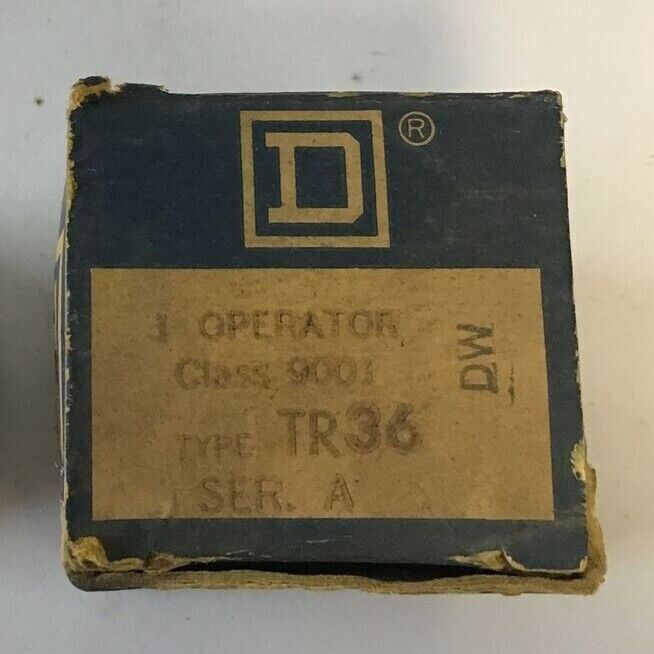 D ®
1 OPERATOR
Class 9001
TYPE TR36
SER. A
DW